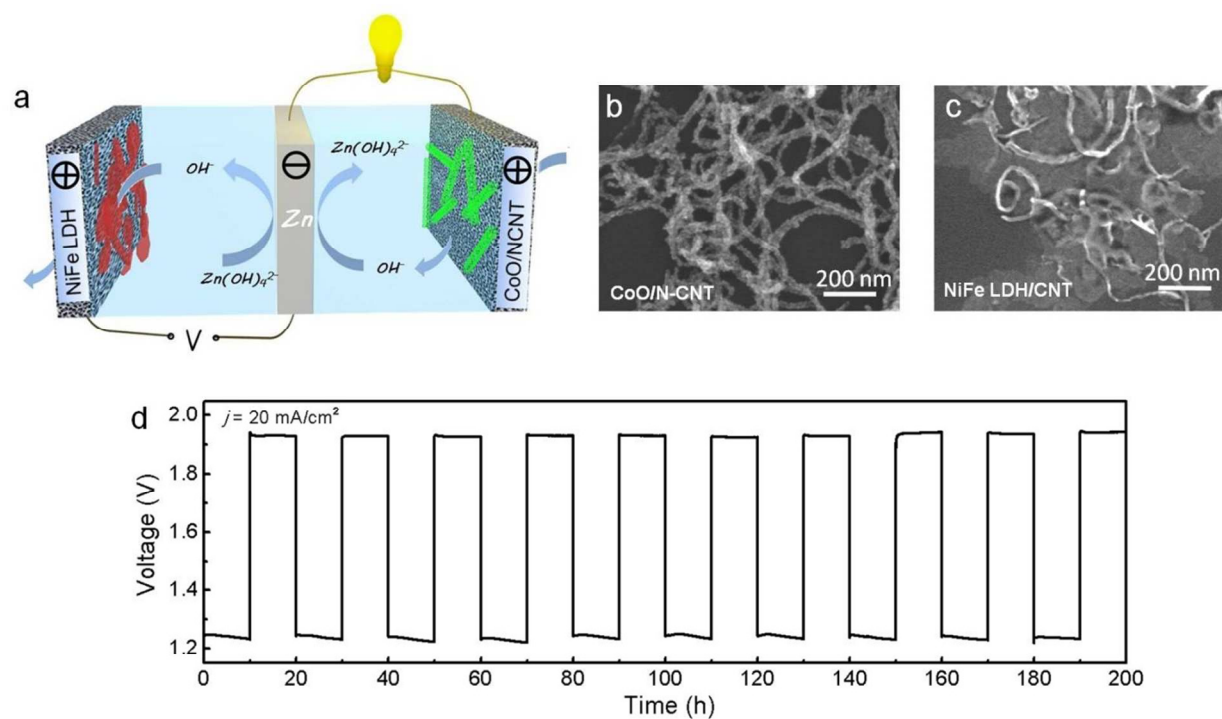 a
NiFe LDH
⊕
OH⁻
Zn(OH)₄²⁻
Zn
⊖
Zn(OH)₄²⁻
OH⁻
⊕
CoO/NCNT
V
b
CoO/N-CNT
200 nm
c
NiFe LDH/CNT
200 nm
d
j = 20 mA/cm²
Voltage (V)
2.0
1.8
1.6
1.4
1.2
0 20 40 60 80 100 120 140 160 180 200
Time (h)